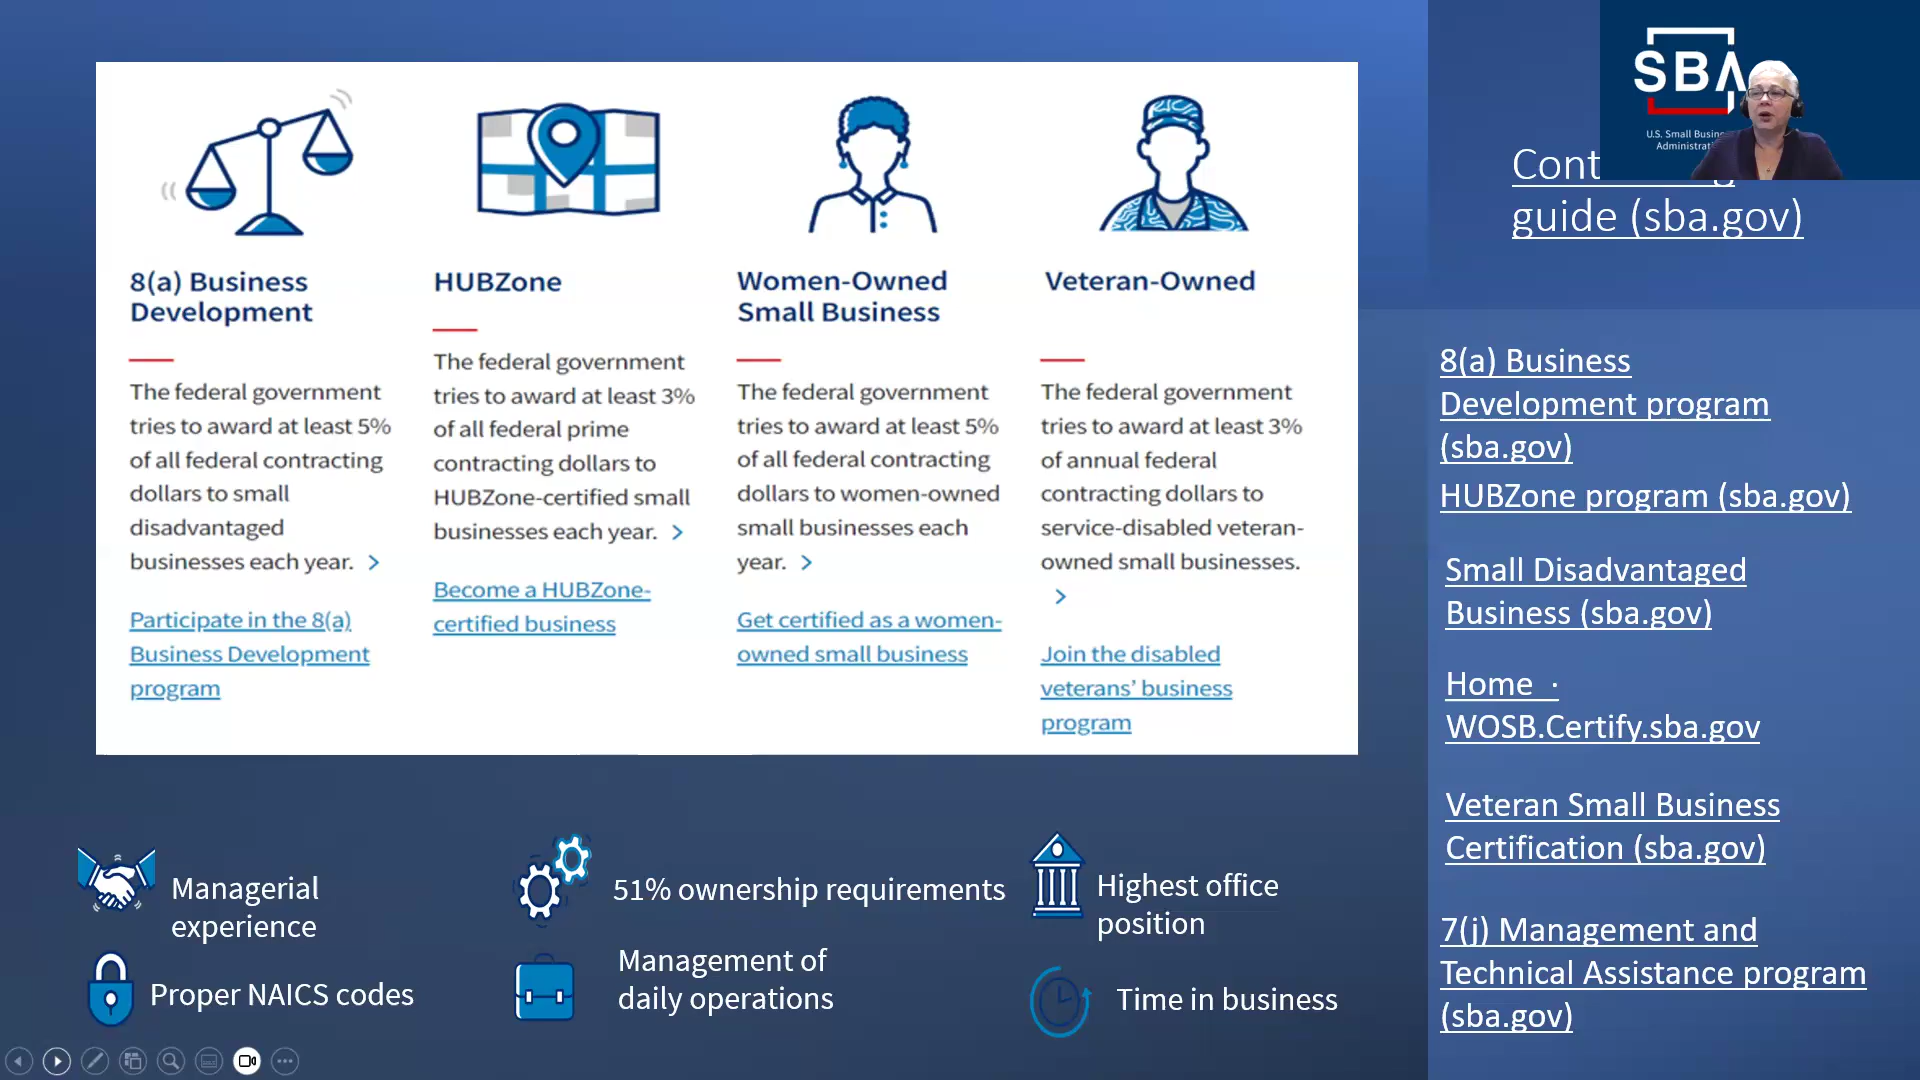 8(a) Business
Development
The federal government
tries to award at least 5%
of all federal contracting
dollars to small
disadvantaged
businesses each year. >
Participate in the 8(a)
Business Development
program
HUBZone
The federal government
tries to award at least 3%
of all federal prime
contracting dollars to
HUBZone-certified small
businesses each year. >
Become a HUBZone-
certified business
Women-Owned
Small Business
The federal government
tries to award at least 5%
of all federal contracting
dollars to women-owned
small businesses each
year. >
Get certified as a women-
owned small business
Veteran-Owned
The federal government
tries to award at least 3%
of annual federal
contracting dollars to
service-disabled veteran-
owned small businesses.
>
Join the disabled
veterans’ business
program
Managerial
experience
Proper NAICS codes
51% ownership requirements
Management of
daily operations
Highest office
position
Time in business
SBA
U.S. Small
guide (sba.gov)
8(a) Business
Development program
(sba.gov)
HUBZone program (sba.gov)
Small Disadvantaged
Business (sba.gov)
Home ·
WOSB.Certify.sba.gov
Veteran Small Business
Certification (sba.gov)
7(j) Management and
Technical Assistance program
(sba.gov)